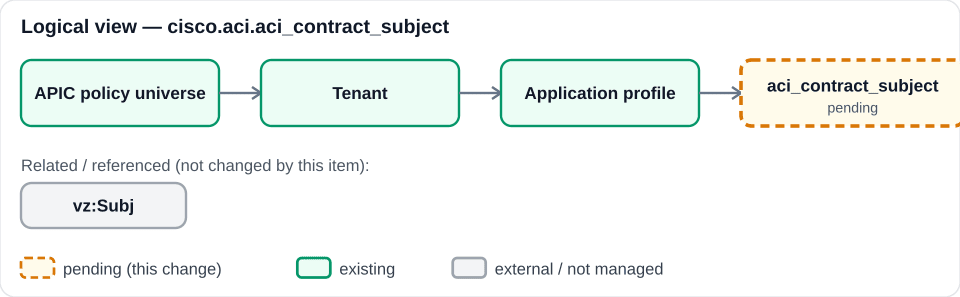 Logical view — cisco.aci.aci_contract_subject
APIC policy universe
Tenant
Application profile
aci_contract_subject
pending
Related / referenced (not changed by this item):
vz:Subj
pending (this change)
existing
external / not managed